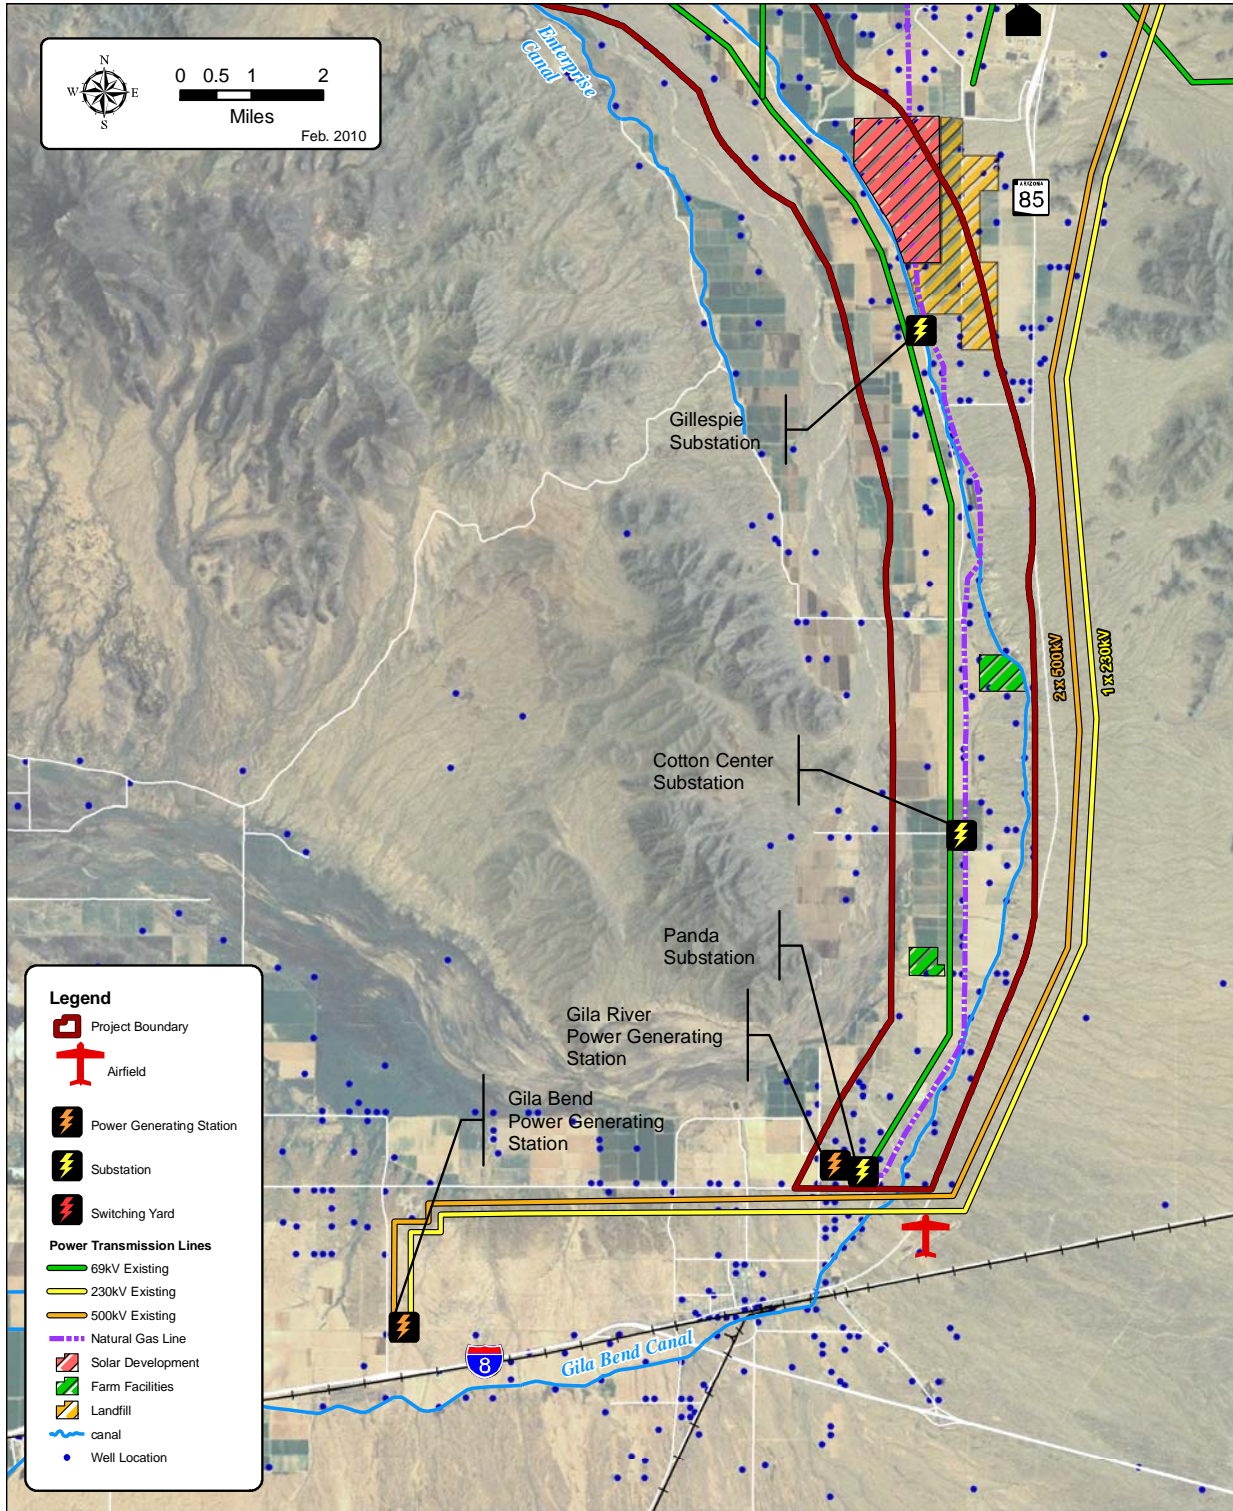 Enterprise
Canal
N
W E
S
0 0.5 1 2
Miles
Feb. 2010
ARIZONA
85
Gillespie
Substation
2 x 500kV
1 x 230kV
Cotton Center
Substation
Panda
Substation
Gila River
Power Generating
Station
Gila Bend
Power Generating
Station
8
Gila Bend Canal
Legend
Project Boundary
Airfield
Power Generating Station
Substation
Switching Yard
Power Transmission Lines
69kV Existing
230kV Existing
500kV Existing
Natural Gas Line
Solar Development
Farm Facilities
Landfill
canal
Well Location